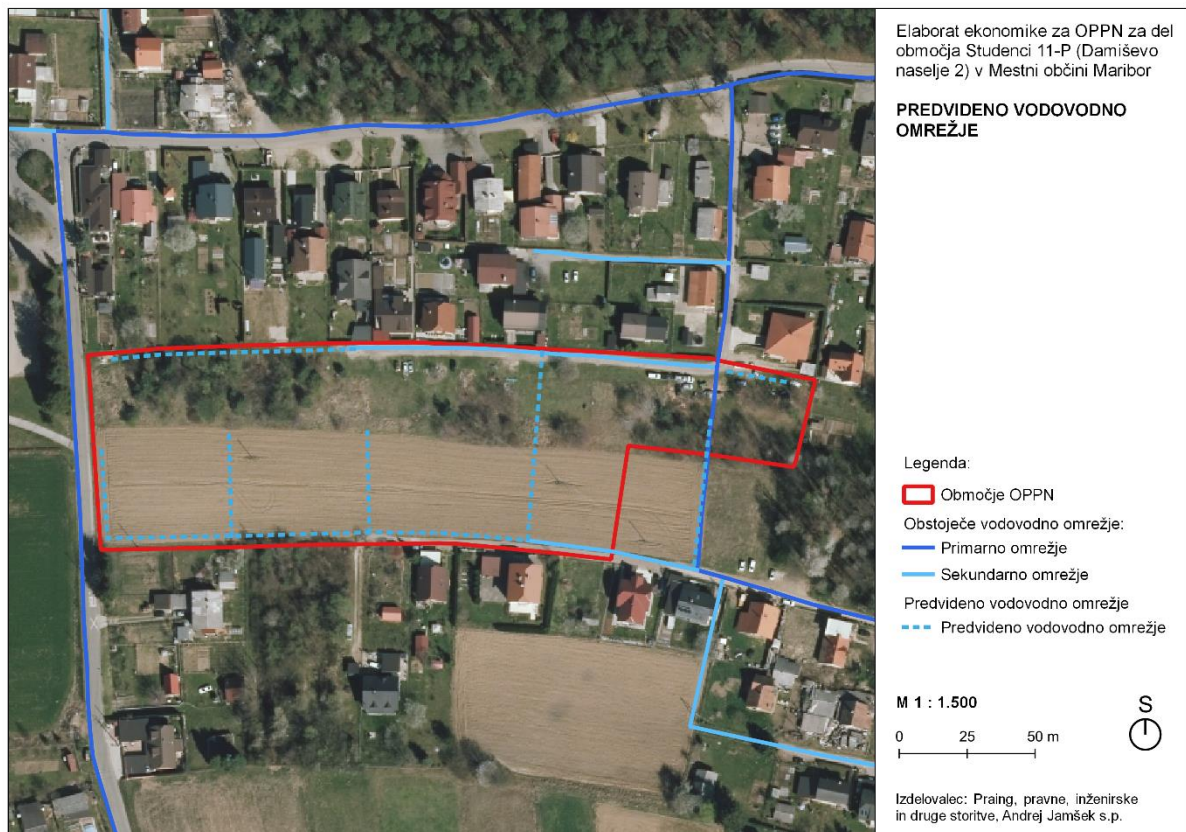 Elaborat ekonomike za OPPN za del
območja Studenci 11-P (Damiševo
naselje 2) v Mestni občini Maribor
PREDVIDENO VODOVODNO
OMREŽJE
Legenda:
Območje OPPN
Obstoječe vodovodno omrežje:
Primarno omrežje
Sekundarno omrežje
Predvideno vodovodno omrežje
Predvideno vodovodno omrežje
M 1 : 1.500
S
0 25 50 m
Izdelovalec: Praing, pravne, inženirske
in druge storitve, Andrej Jamšek s.p.